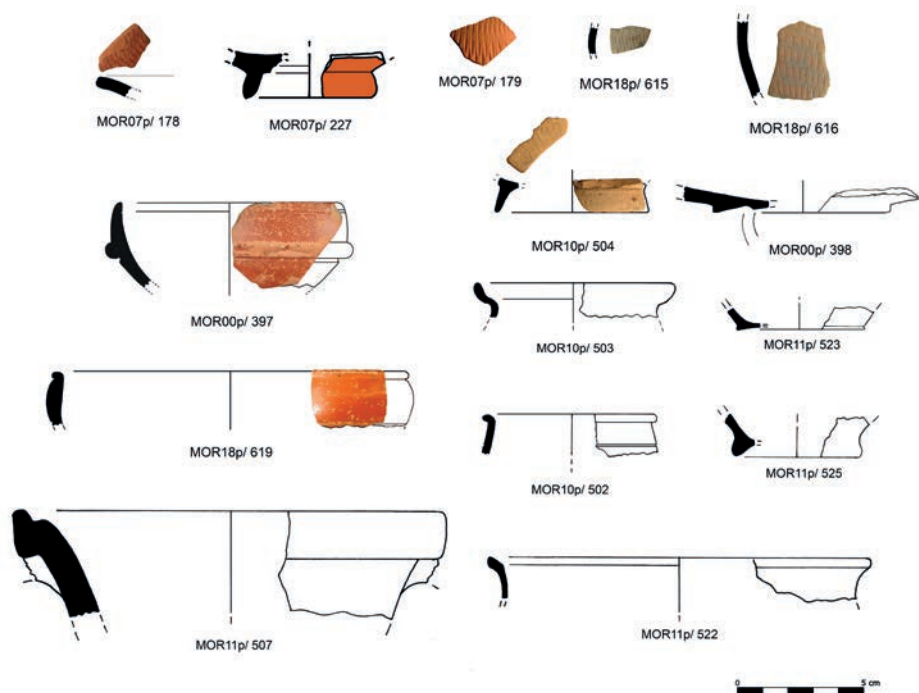 MOR07p/ 178
MOR07p/ 227
MOR07p/ 179
MOR18p/ 615
MOR18p/ 616
MOR00p/ 397
MOR10p/ 504
MOR00p/ 398
MOR10p/ 503
MOR11p/ 523
MOR18p/ 619
MOR10p/ 502
MOR11p/ 525
MOR11p/ 507
MOR11p/ 522
0 5 cm